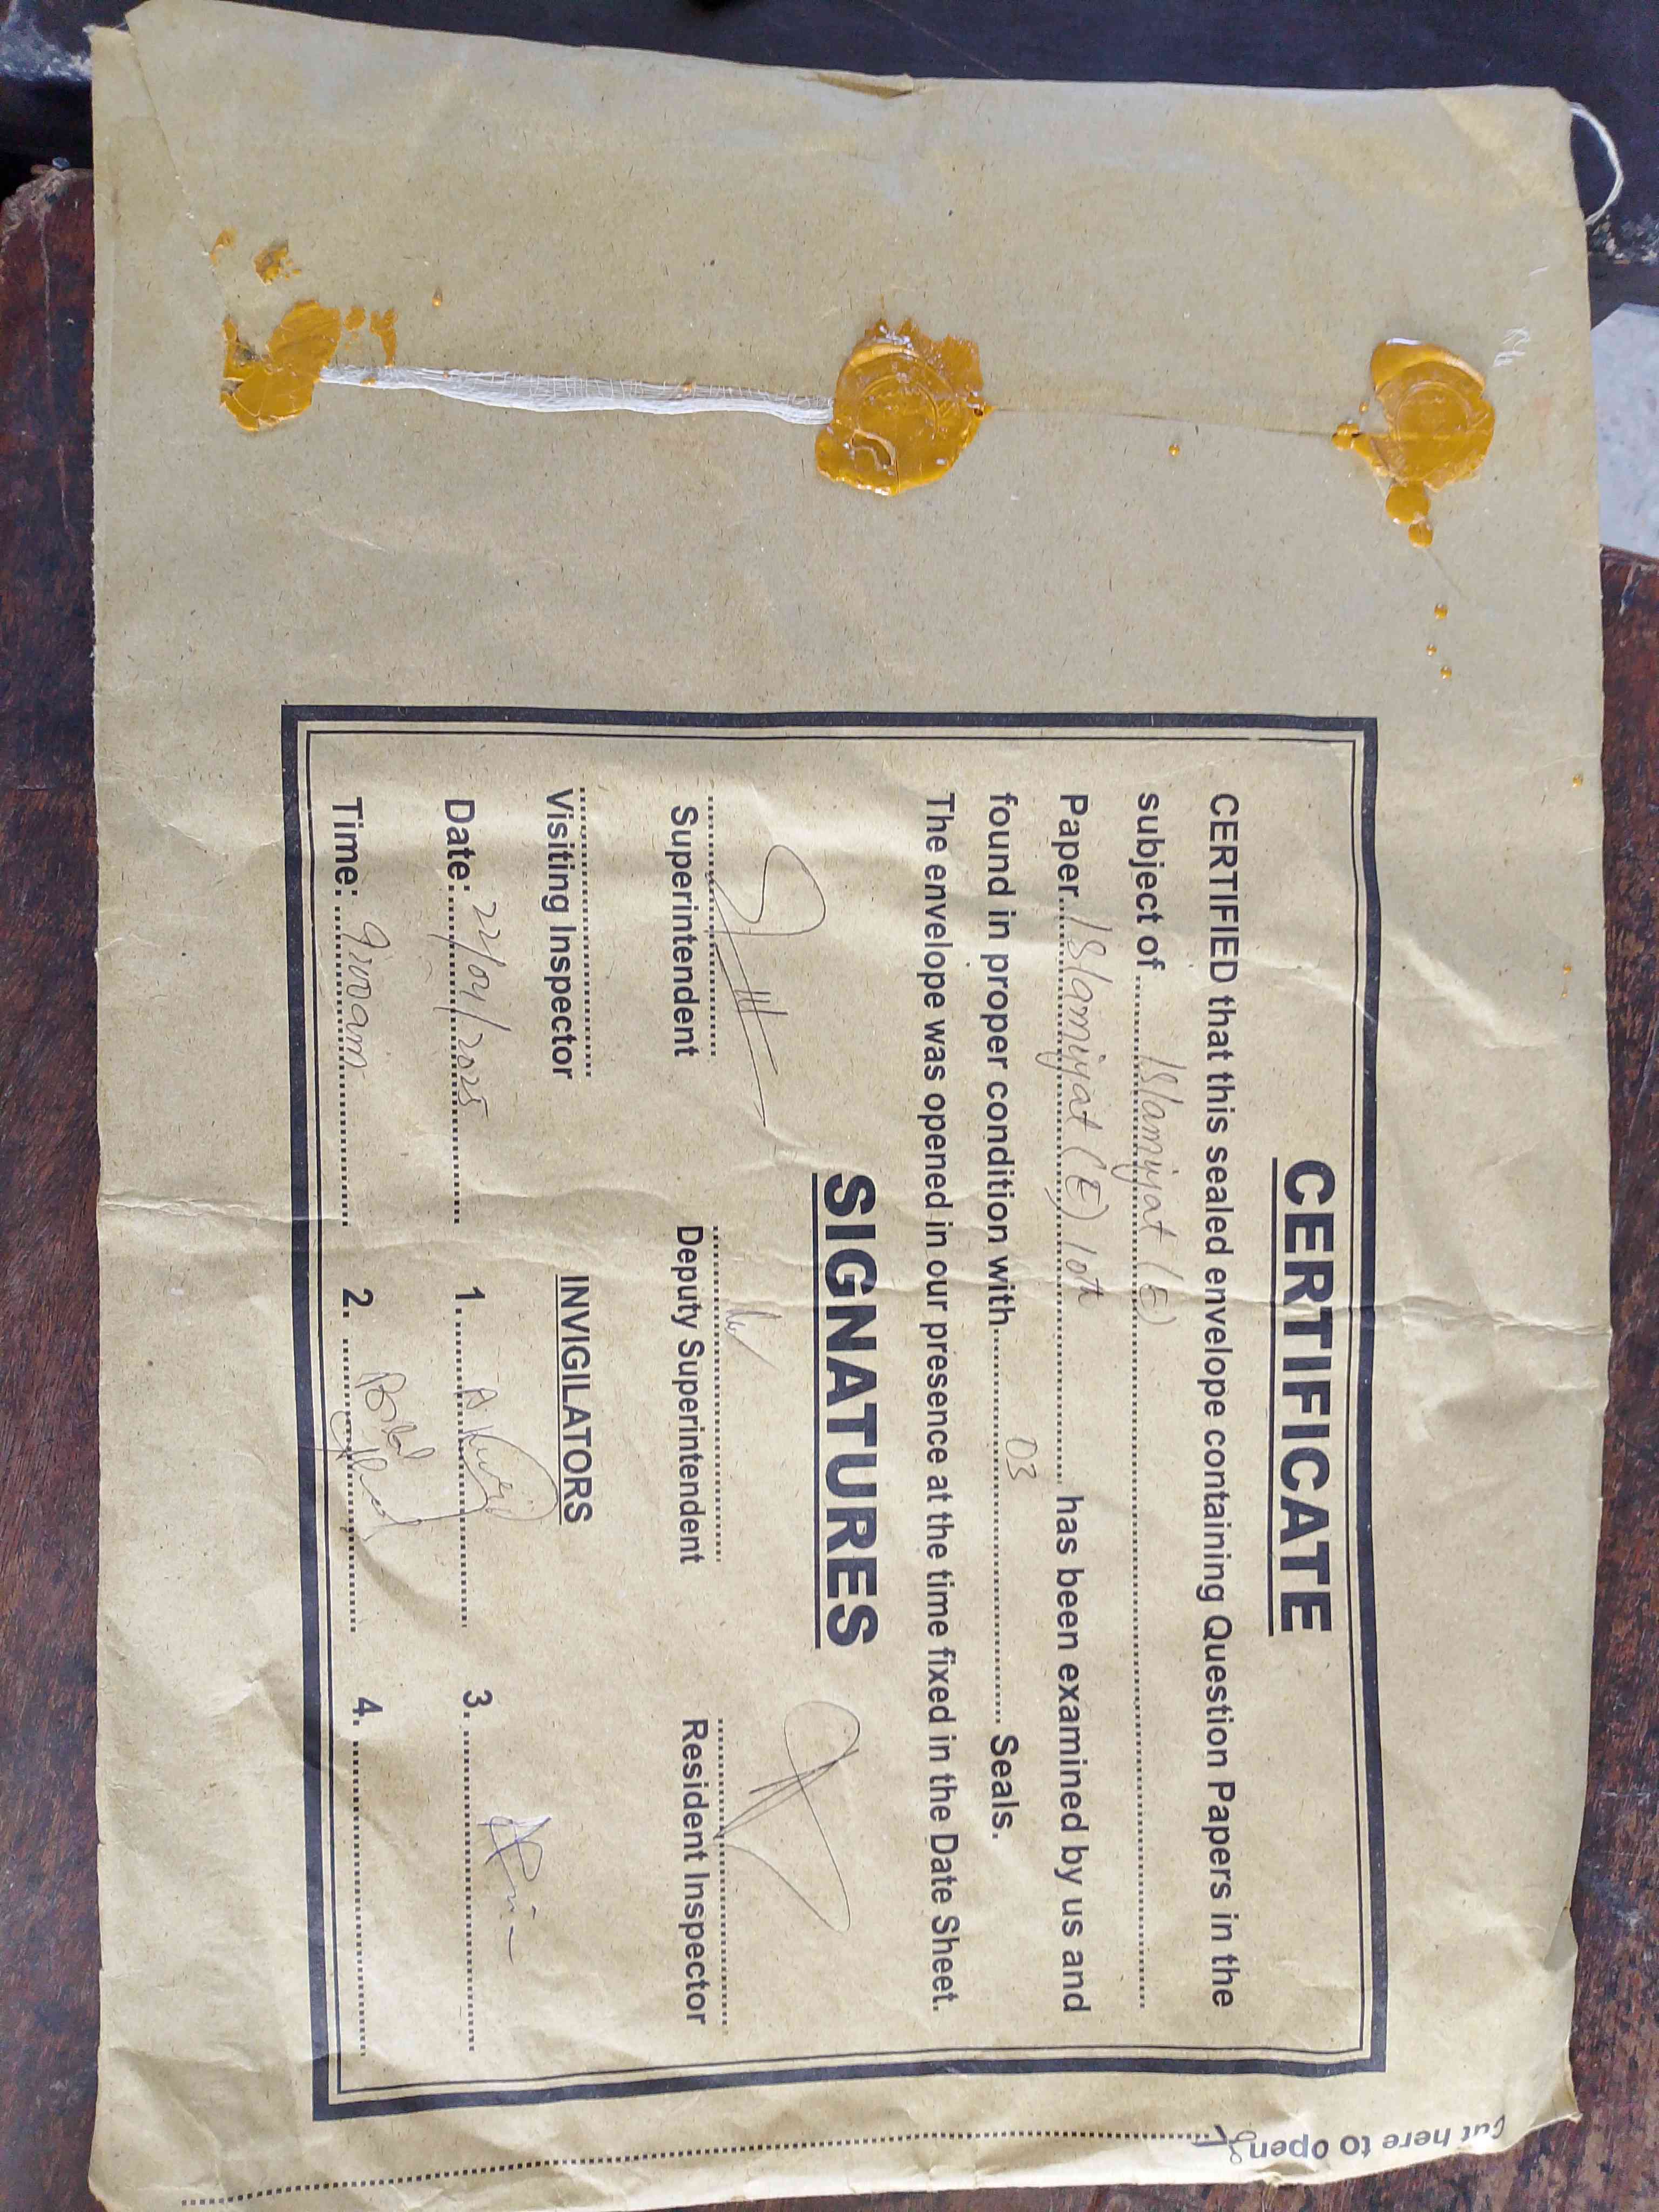 CERTIFICATE
CERTIFIED that this sealed envelope containing Question Papers in the
subject of ... Islamiyat (E) ...
Paper... Islamiyat (E) 10th ... has been examined by us and
found in proper condition with... 03 ... Seals.
The envelope was opened in our presence at the time fixed in the Date Sheet.
SIGNATURES
Superintendent Deputy Superintendent Resident Inspector
Visiting Inspector INVIGILATORS
Date: 22/04/2025 1. 3.
Time: 9:00am 2. Bilal 4.
Cut here to open